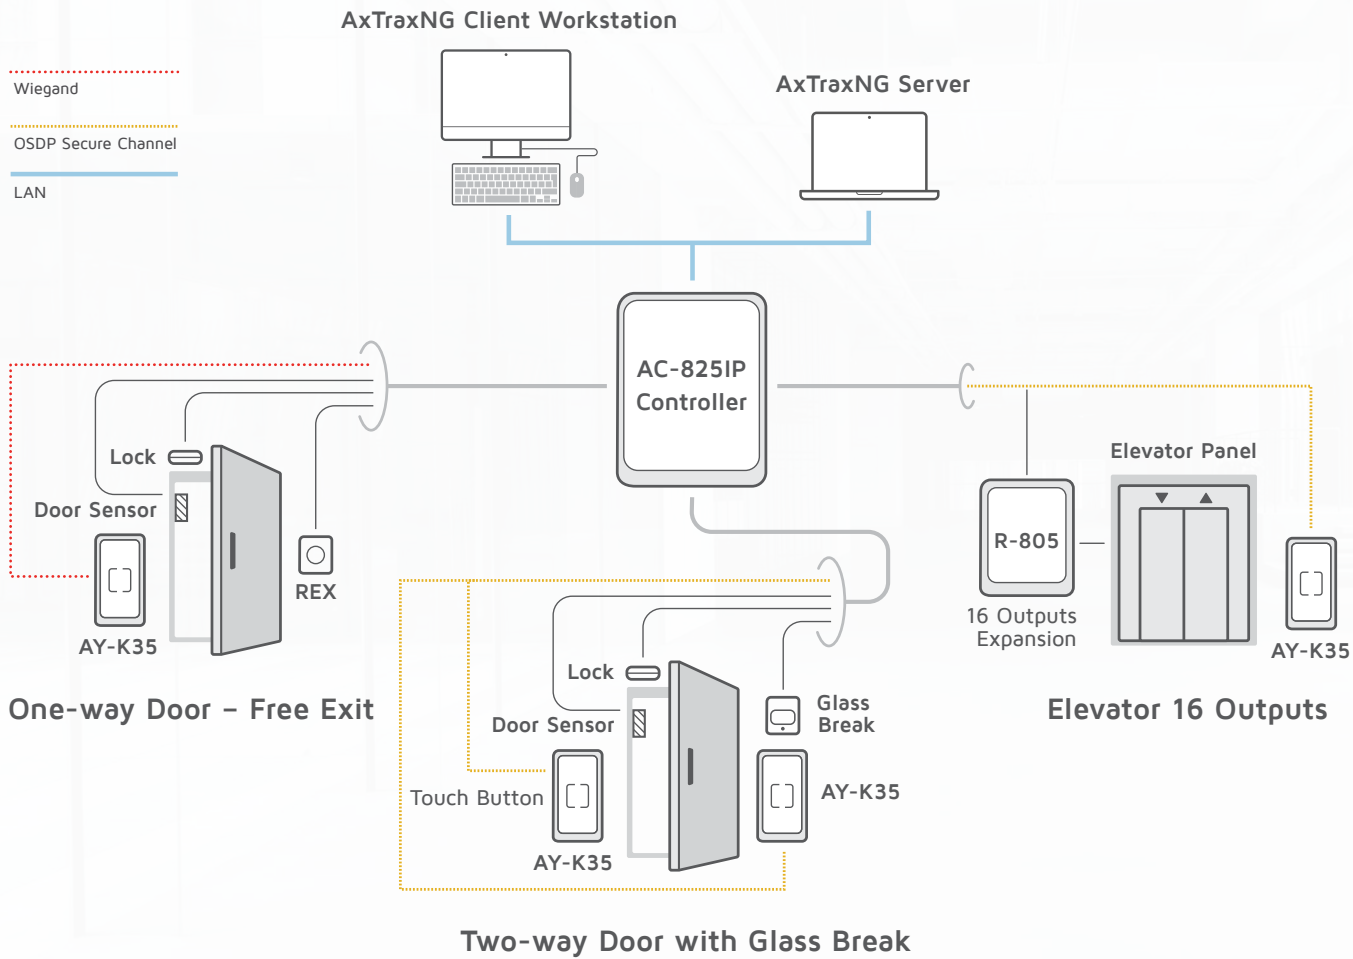 AxTraxNG Client Workstation
AxTraxNG Server
Wiegand
OSDP Secure Channel
LAN
AC-825IP
Controller
Lock
Door Sensor
REX
AY-K35
One-way Door – Free Exit
Elevator Panel
R-805
16 Outputs
Expansion
AY-K35
Elevator 16 Outputs
Lock
Door Sensor
Glass
Break
Touch Button
AY-K35
AY-K35
Two-way Door with Glass Break